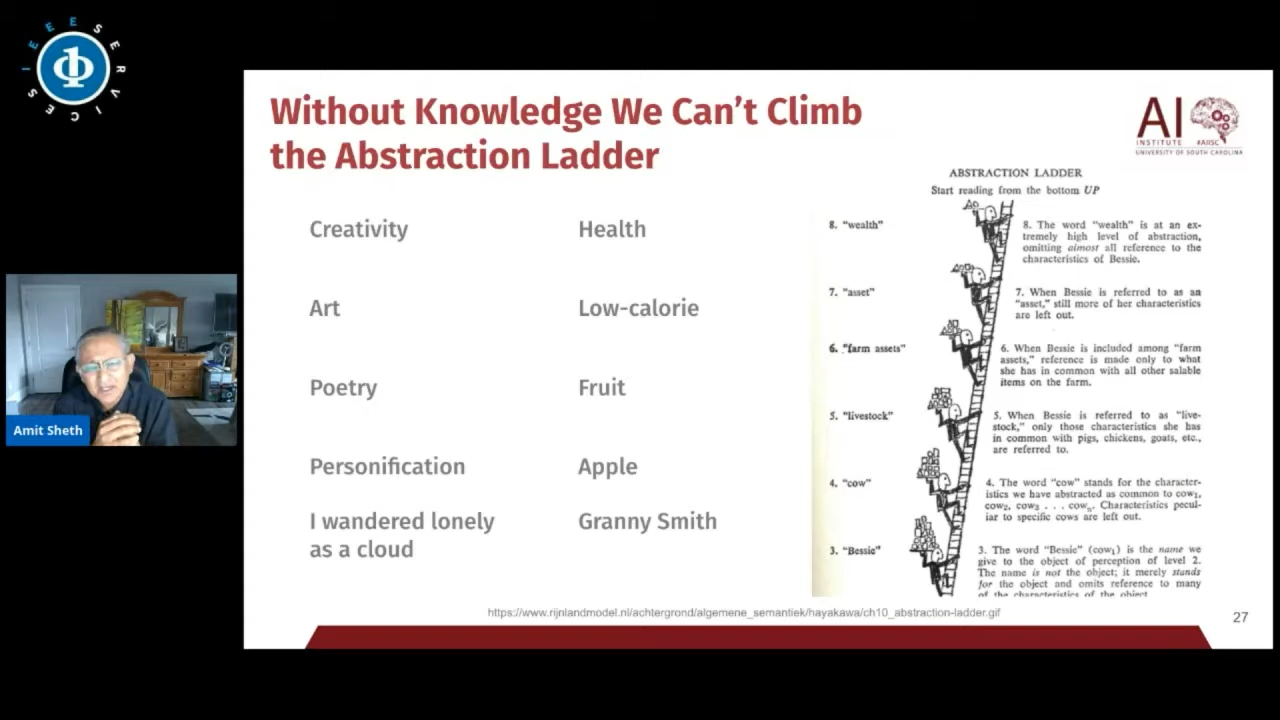 IEEE SERVICES
Without Knowledge We Can't Climb
the Abstraction Ladder
AI
INSTITUTE #AIISC
UNIVERSITY OF SOUTH CAROLINA
Creativity
Health
Art
Low-calorie
Poetry
Fruit
Personification
Apple
I wandered lonely
as a cloud
Granny Smith
ABSTRACTION LADDER
Start reading from the bottom UP
8. "wealth"
8. The word "wealth" is at an ex-
tremely high level of abstraction,
omitting almost all reference to the
characteristics of Bessie.
7. "asset"
7. When Bessie is referred to as an
"asset," still more of her characteristics
are left out.
6. "farm assets"
6. When Bessie is included among "farm
assets," reference is made only to what
she has in common with all other salable
items on the farm.
5. "livestock"
5. When Bessie is referred to as "live-
stock," only those characteristics she has
in common with pigs, chickens, goats, etc.,
are referred to.
4. "cow"
4. The word "cow" stands for the character-
istics we have abstracted as common to cow₁,
cow₂, cow₃ . . . cowₙ. Characteristics pecul-
iar to specific cows are left out.
3. "Bessie"
3. The word "Bessie" (cow₁) is the name we
give to the object of perception of level 2.
The name is not the object; it merely stands
for the object and omits reference to many
of the characteristics of the object
https://www.rijnlandmodel.nl/achtergrond/algemene_semantiek/hayakawa/ch10_abstraction-ladder.gif
27
Amit Sheth